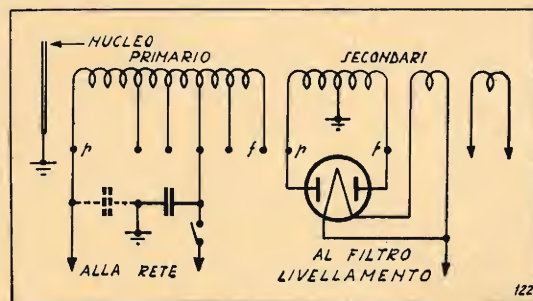 NUCLEO
PRIMARIO
SECONDARI
p
f
p
f
ALLA RETE
AL FILTRO
LIVELLAMENTO
122